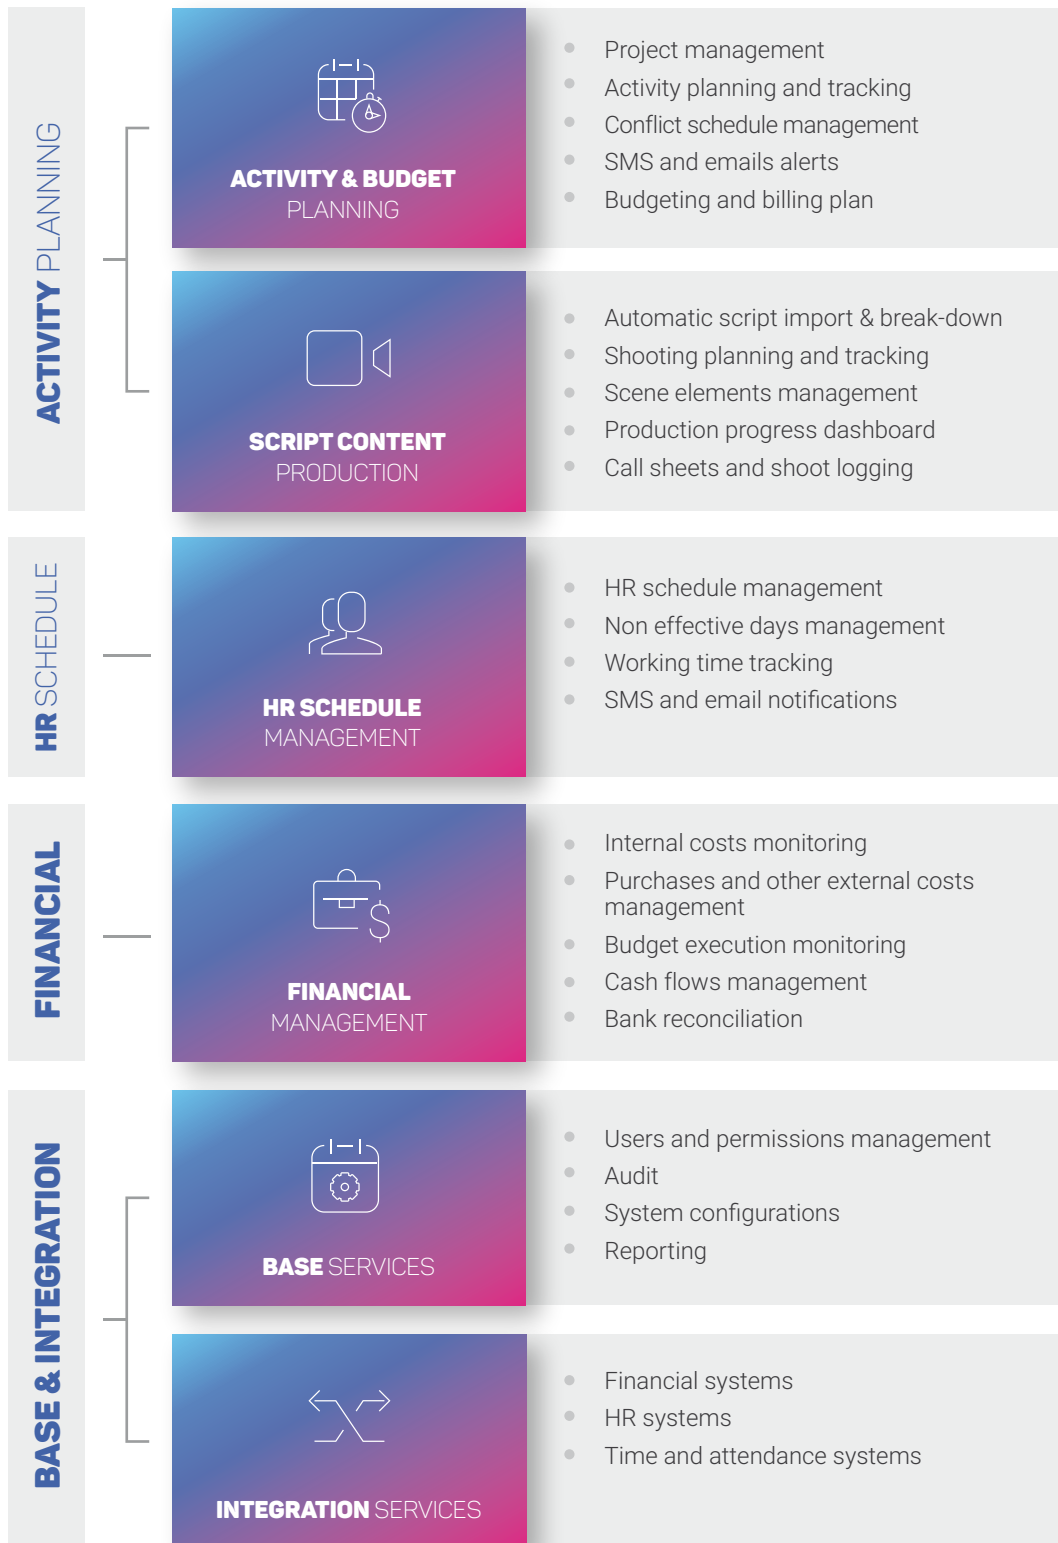 ACTIVITY PLANNING
ACTIVITY & BUDGET
PLANNING
Project management
Activity planning and tracking
Conflict schedule management
SMS and emails alerts
Budgeting and billing plan
SCRIPT CONTENT
PRODUCTION
Automatic script import & break-down
Shooting planning and tracking
Scene elements management
Production progress dashboard
Call sheets and shoot logging
HR SCHEDULE
HR SCHEDULE
MANAGEMENT
HR schedule management
Non effective days management
Working time tracking
SMS and email notifications
FINANCIAL
FINANCIAL
MANAGEMENT
Internal costs monitoring
Purchases and other external costs
management
Budget execution monitoring
Cash flows management
Bank reconciliation
BASE & INTEGRATION
BASE SERVICES
Users and permissions management
Audit
System configurations
Reporting
INTEGRATION SERVICES
Financial systems
HR systems
Time and attendance systems